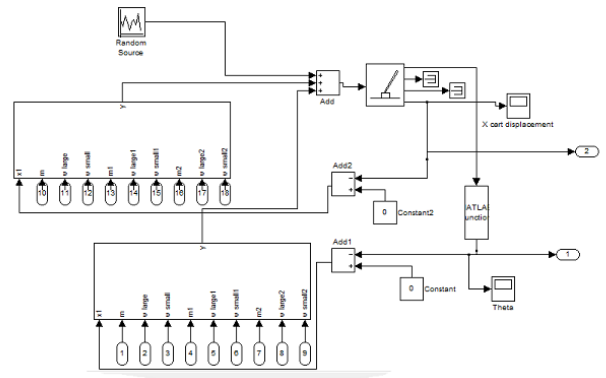 Random
Source
+
+
+
Add
X cart displacement
y
x1
m
υ large
υ small
m1
υ large1
υ small1
m2
υ large2
υ small2
10
11
12
13
14
15
16
17
18
Add2
−
+
0
Constant2
2
ATLA
unction
y
x1
m
υ large
υ small
m1
υ large1
υ small1
m2
υ large2
υ small2
1
2
3
4
5
6
7
8
9
Add1
−
+
0
Constant
1
Theta